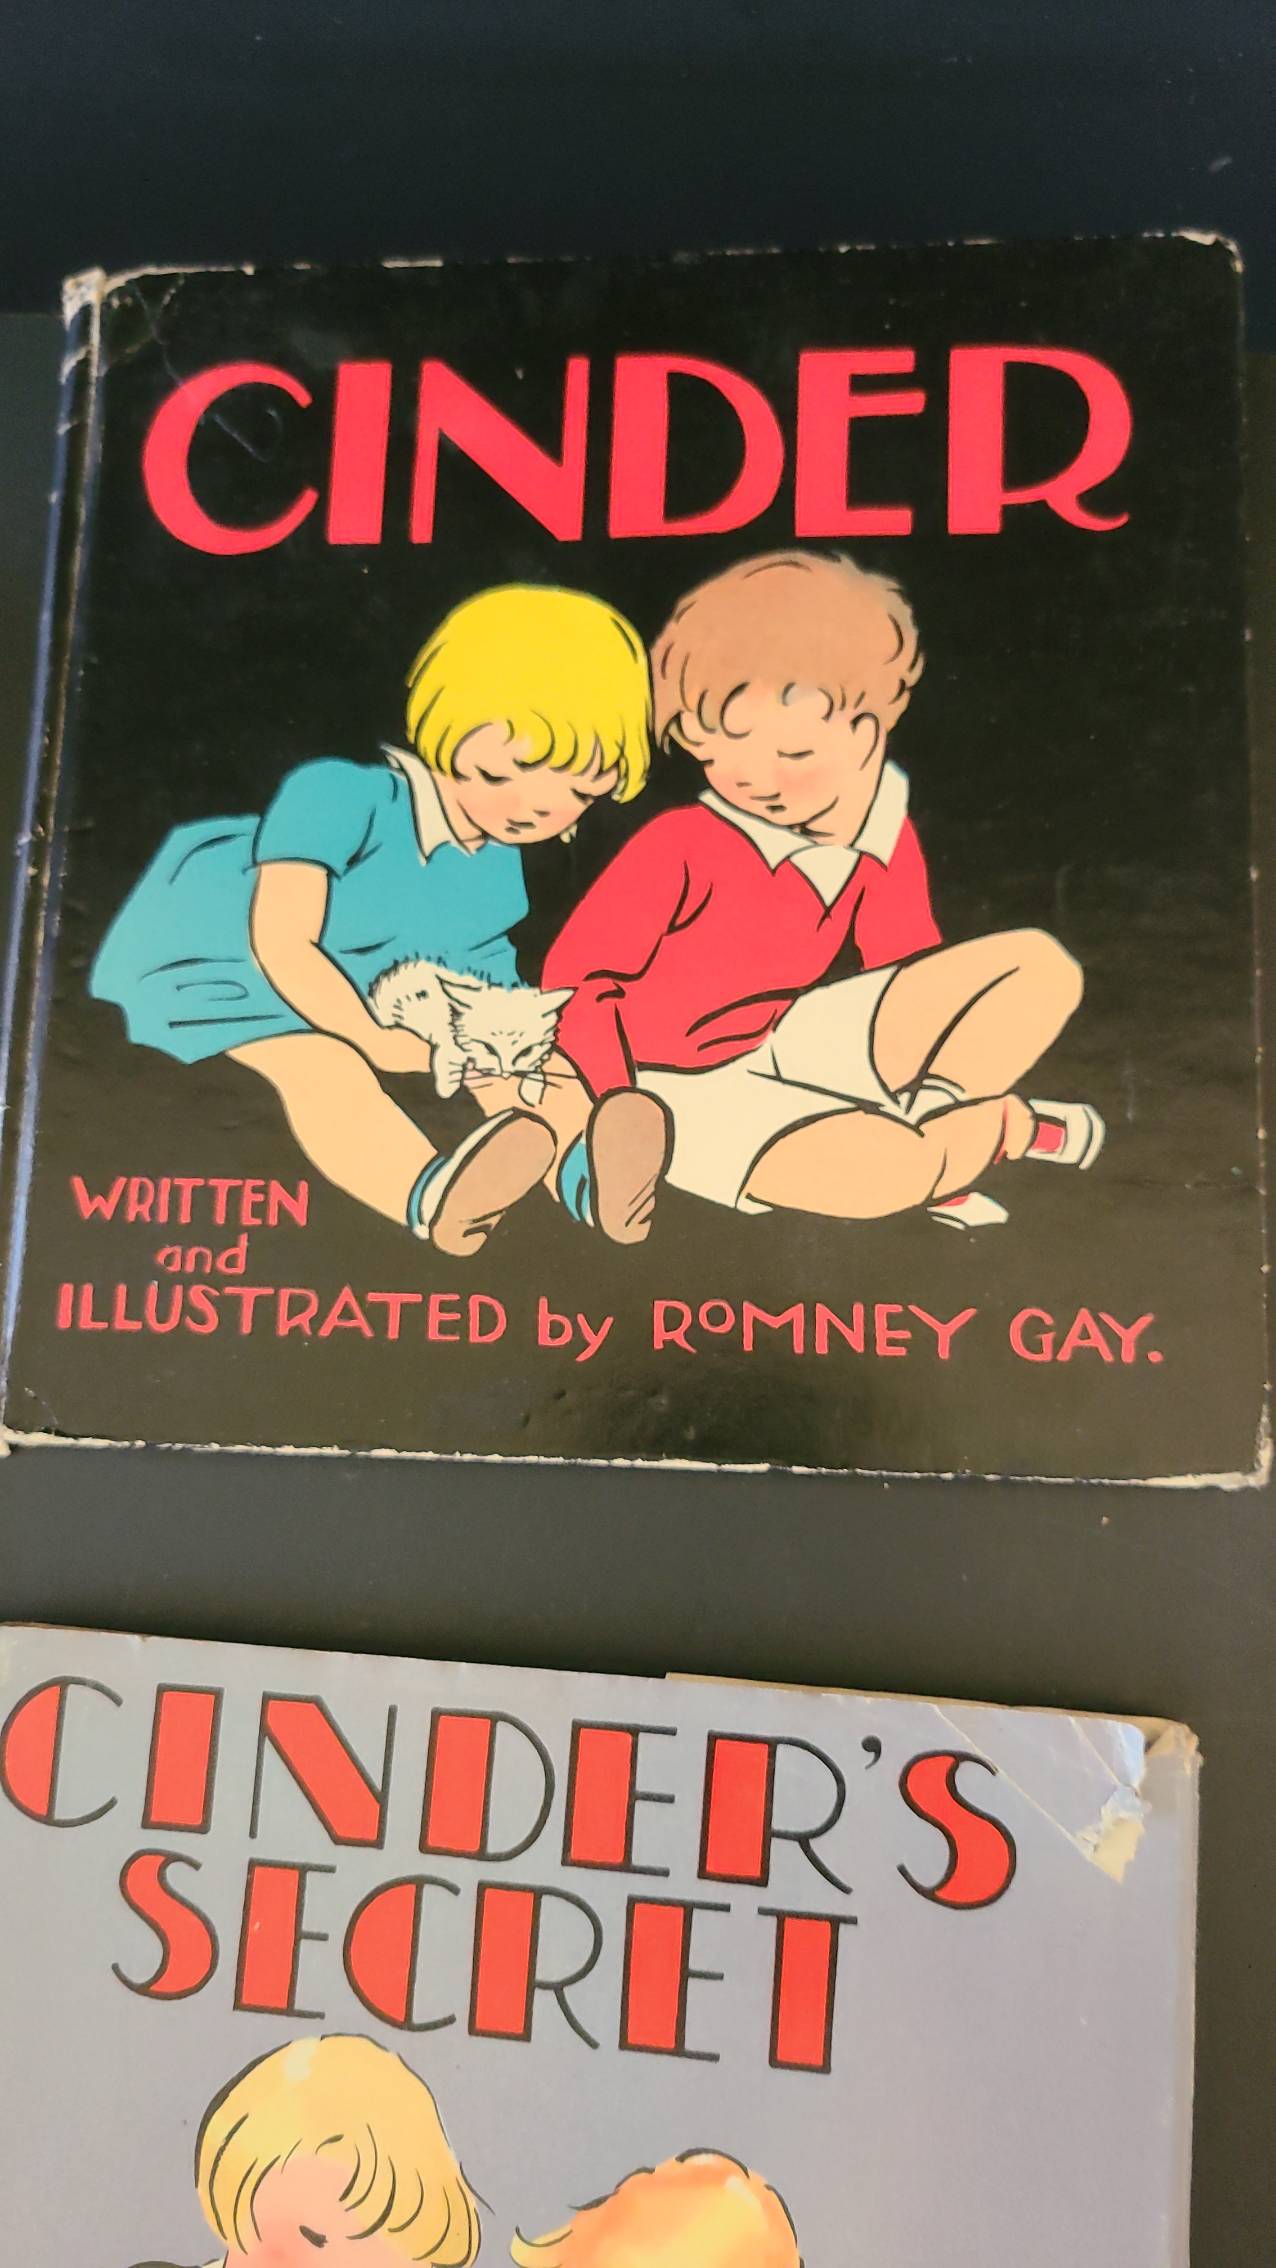 CINDER
WRITTEN
and
ILLUSTRATED by ROMNEY GAY.
CINDER'S
SECRET